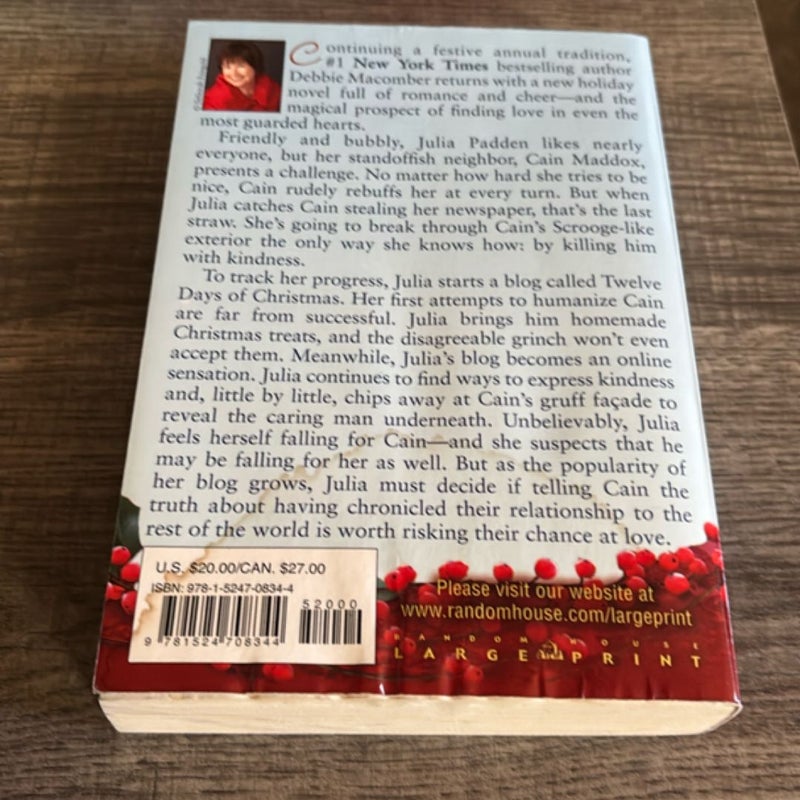 Continuing a festive annual tradition,
#1 New York Times bestselling author
Debbie Macomber returns with a new holiday
novel full of romance and cheer—and the
magical prospect of finding love in even the
most guarded hearts.
Friendly and bubbly, Julia Padden likes nearly
everyone, but her standoffish neighbor, Cain Maddox,
presents a challenge. No matter how hard she tries to be
nice, Cain rudely rebuffs her at every turn. But when
Julia catches Cain stealing her newspaper, that's the last
straw. She's going to break through Cain's Scrooge-like
exterior the only way she knows how: by killing him
with kindness.
To track her progress, Julia starts a blog called Twelve
Days of Christmas. Her first attempts to humanize Cain
are far from successful. Julia brings him homemade
Christmas treats, and the disagreeable grinch won't even
accept them. Meanwhile, Julia's blog becomes an online
sensation. Julia continues to find ways to express kindness
and, little by little, chips away at Cain's gruff façade to
reveal the caring man underneath. Unbelievably, Julia
feels herself falling for Cain—and she suspects that he
may be falling for her as well. But as the popularity of
her blog grows, Julia must decide if telling Cain the
truth about having chronicled their relationship to the
rest of the world is worth risking their chance at love.
U.S. $20.00/CAN. $27.00
ISBN: 978-1-5247-0834-4
52000
9 781524 708344
Please visit our website at
www.randomhouse.com/largeprint
RANDOM HOUSE
LARGE PRINT